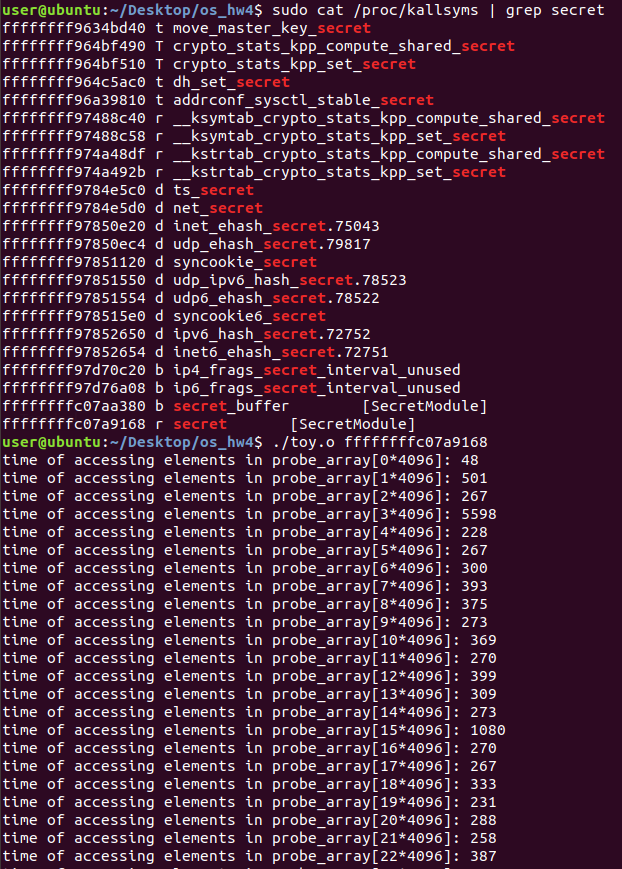 user@ubuntu:~/Desktop/os_hw4$ sudo cat /proc/kallsyms | grep secret
ffffffff9634bd40 t move_master_key_secret
ffffffff964bf490 T crypto_stats_kpp_compute_shared_secret
ffffffff964bf510 T crypto_stats_kpp_set_secret
ffffffff964c5ac0 t dh_set_secret
ffffffff96a39810 t addrconf_sysctl_stable_secret
ffffffff97488c40 r __ksymtab_crypto_stats_kpp_compute_shared_secret
ffffffff97488c58 r __ksymtab_crypto_stats_kpp_set_secret
ffffffff974a48df r __kstrtab_crypto_stats_kpp_compute_shared_secret
ffffffff974a492b r __kstrtab_crypto_stats_kpp_set_secret
ffffffff9784e5c0 d ts_secret
ffffffff9784e5d0 d net_secret
ffffffff97850e20 d inet_ehash_secret.75043
ffffffff97850ec4 d udp_ehash_secret.79817
ffffffff97851120 d syncookie_secret
ffffffff97851550 d udp_ipv6_hash_secret.78523
ffffffff97851554 d udp6_ehash_secret.78522
ffffffff978515e0 d syncookie6_secret
ffffffff97852650 d ipv6_hash_secret.72752
ffffffff97852654 d inet6_ehash_secret.72751
ffffffff97d70c20 b ip4_frags_secret_interval_unused
ffffffff97d76a08 b ip6_frags_secret_interval_unused
ffffffffc07aa380 b secret_buffer [SecretModule]
ffffffffc07a9168 r secret [SecretModule]
user@ubuntu:~/Desktop/os_hw4$ ./toy.o ffffffffc07a9168
time of accessing elements in probe_array[0*4096]: 48
time of accessing elements in probe_array[1*4096]: 501
time of accessing elements in probe_array[2*4096]: 267
time of accessing elements in probe_array[3*4096]: 5598
time of accessing elements in probe_array[4*4096]: 228
time of accessing elements in probe_array[5*4096]: 267
time of accessing elements in probe_array[6*4096]: 300
time of accessing elements in probe_array[7*4096]: 393
time of accessing elements in probe_array[8*4096]: 375
time of accessing elements in probe_array[9*4096]: 273
time of accessing elements in probe_array[10*4096]: 369
time of accessing elements in probe_array[11*4096]: 270
time of accessing elements in probe_array[12*4096]: 399
time of accessing elements in probe_array[13*4096]: 309
time of accessing elements in probe_array[14*4096]: 273
time of accessing elements in probe_array[15*4096]: 1080
time of accessing elements in probe_array[16*4096]: 270
time of accessing elements in probe_array[17*4096]: 267
time of accessing elements in probe_array[18*4096]: 333
time of accessing elements in probe_array[19*4096]: 231
time of accessing elements in probe_array[20*4096]: 288
time of accessing elements in probe_array[21*4096]: 258
time of accessing elements in probe_array[22*4096]: 387